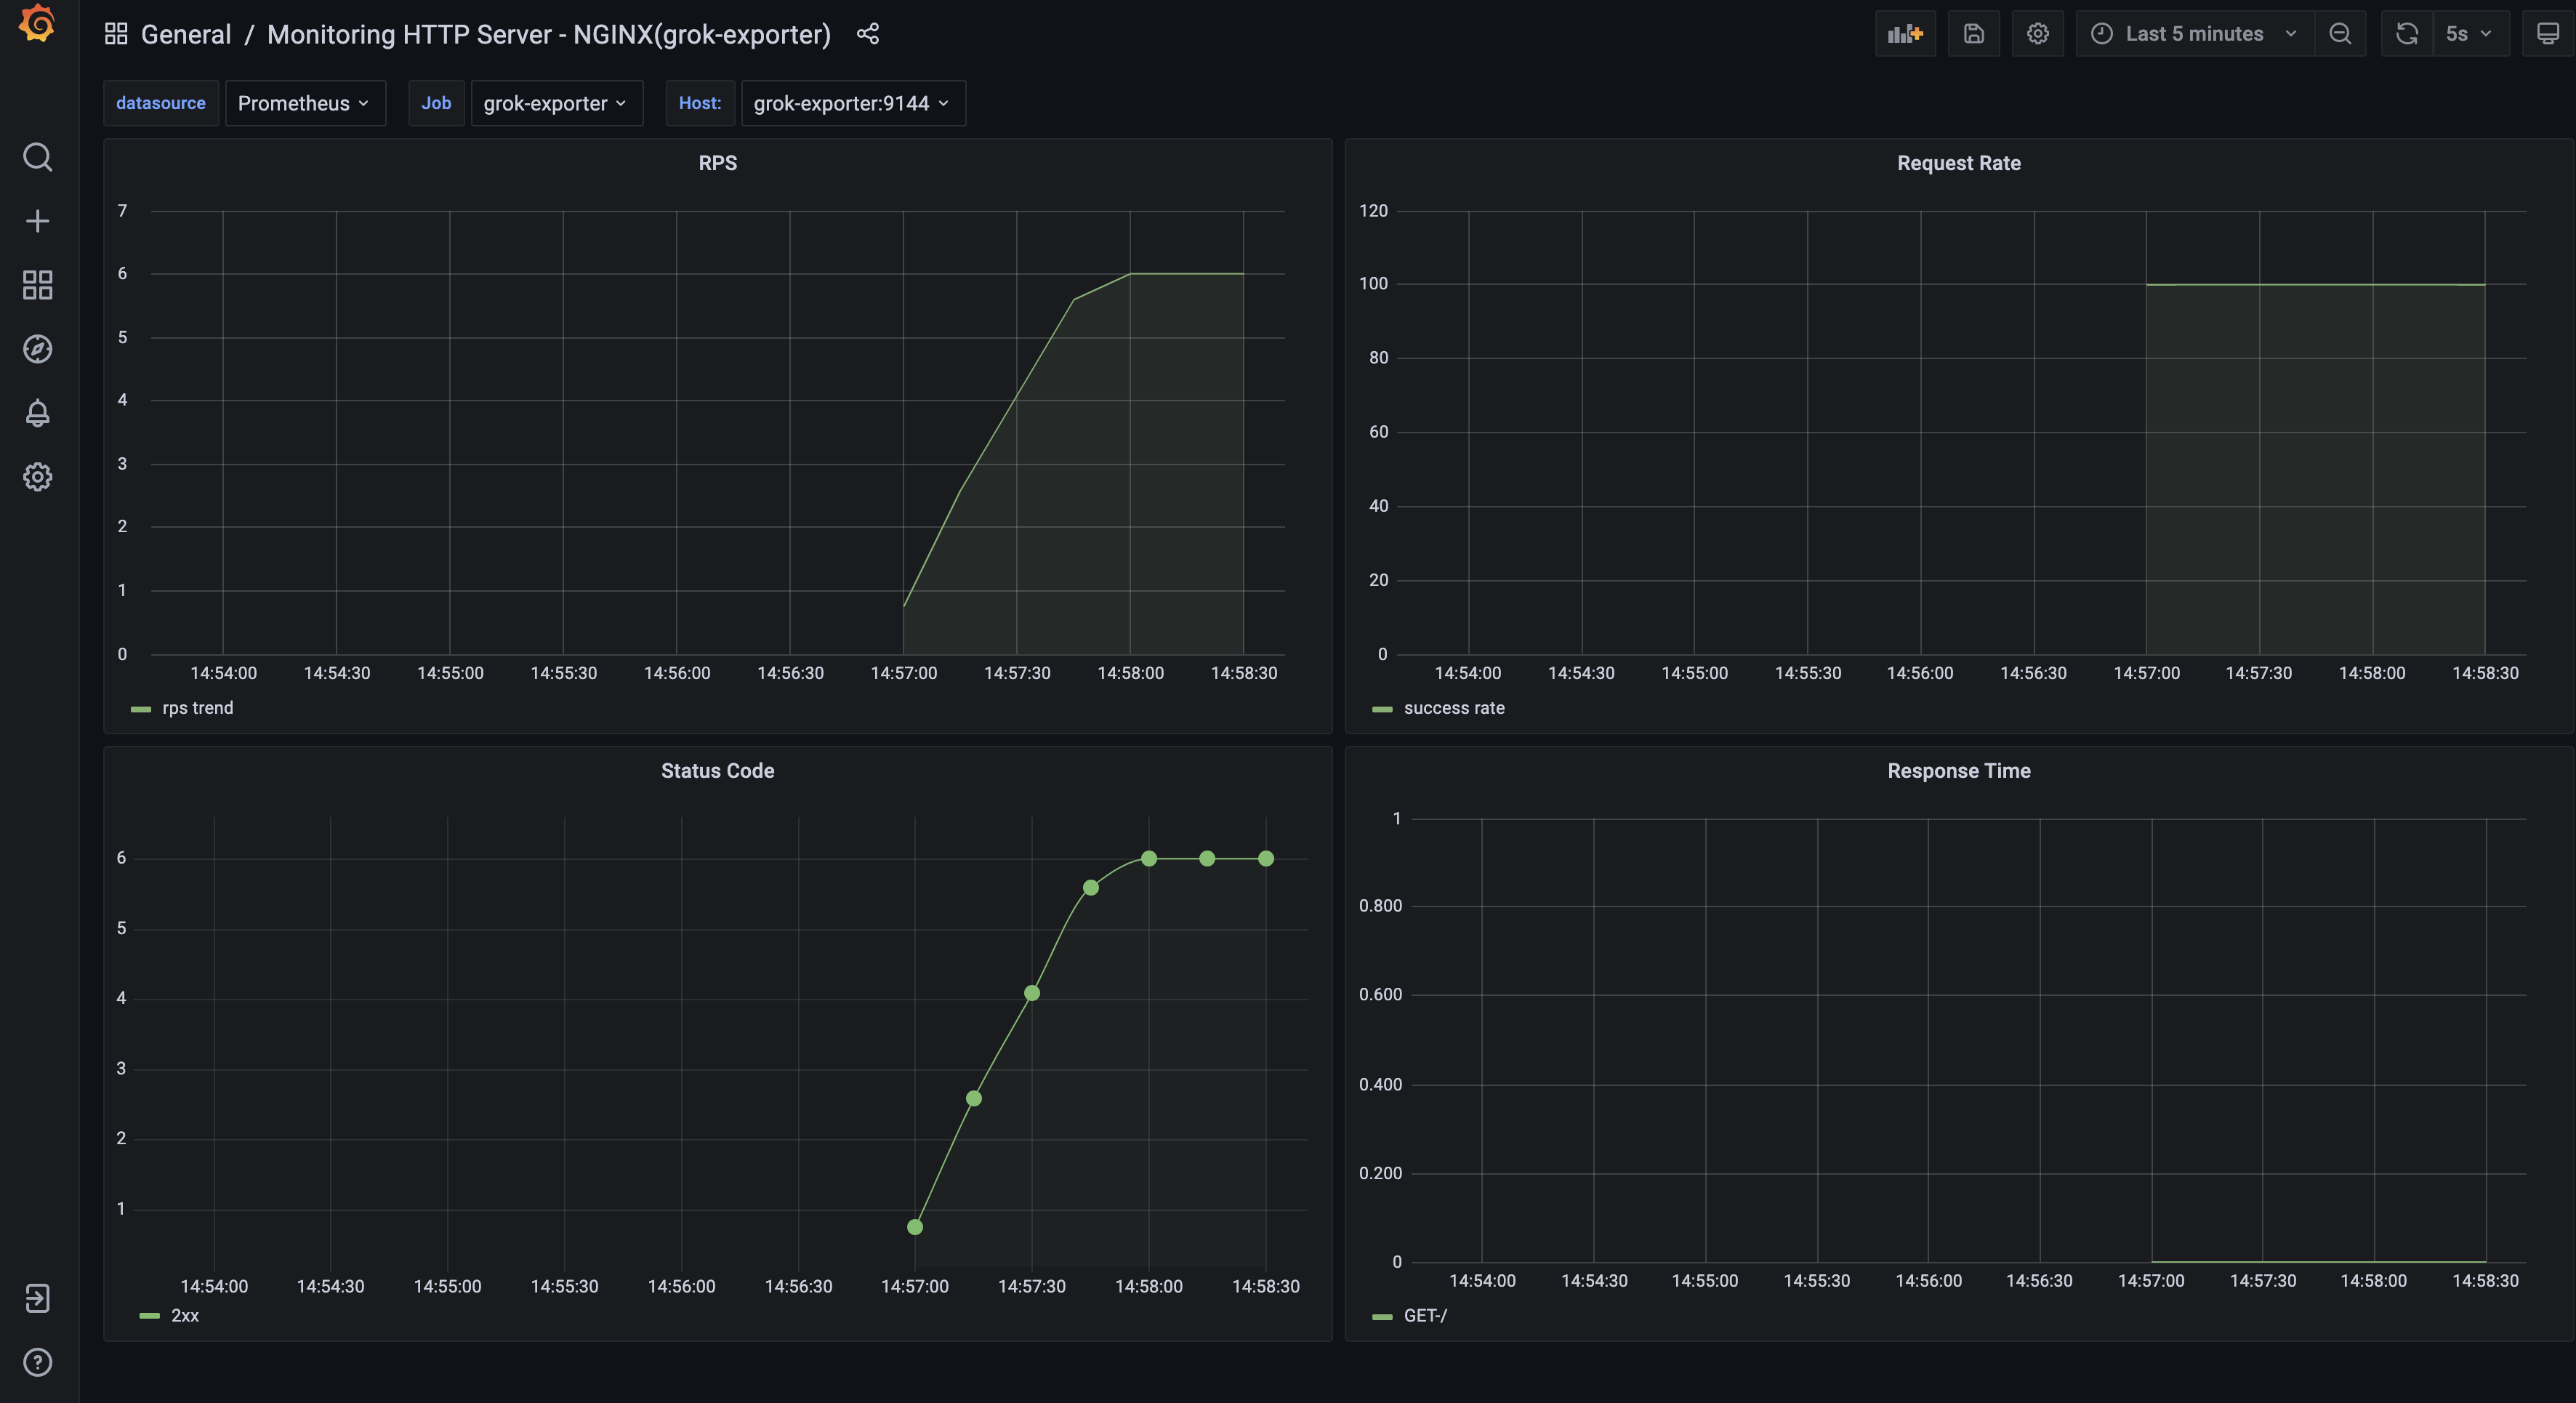 General / Monitoring HTTP Server - NGINX(grok-exporter)
Last 5 minutes
5s
datasource Prometheus Job grok-exporter Host: grok-exporter:9144
RPS
7
6
5
4
3
2
1
0
14:54:00 14:54:30 14:55:00 14:55:30 14:56:00 14:56:30 14:57:00 14:57:30 14:58:00 14:58:30
rps trend
Request Rate
120
100
80
60
40
20
0
14:54:00 14:54:30 14:55:00 14:55:30 14:56:00 14:56:30 14:57:00 14:57:30 14:58:00 14:58:30
success rate
Status Code
6
5
4
3
2
1
14:54:00 14:54:30 14:55:00 14:55:30 14:56:00 14:56:30 14:57:00 14:57:30 14:58:00 14:58:30
2xx
Response Time
1
0.800
0.600
0.400
0.200
0
14:54:00 14:54:30 14:55:00 14:55:30 14:56:00 14:56:30 14:57:00 14:57:30 14:58:00 14:58:30
GET-/